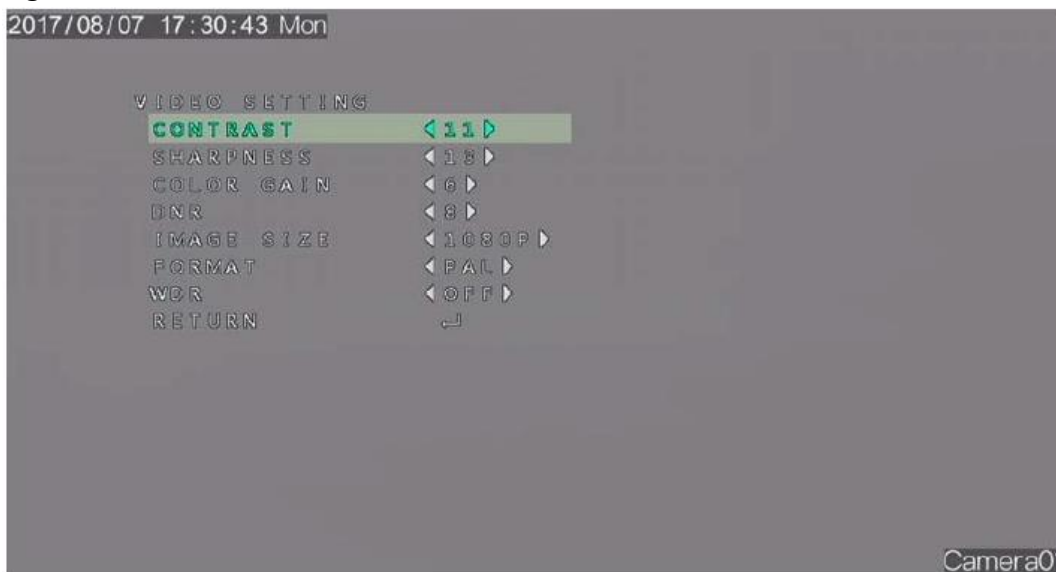 2017/08/07 17:30:43 Mon
VIDEO SETTING
CONTRAST 11
SHARPNESS 13
COLOR GAIN 6
DNR 8
IMAGE SIZE 1080P
FORMAT PAL
WDR OFF
RETURN